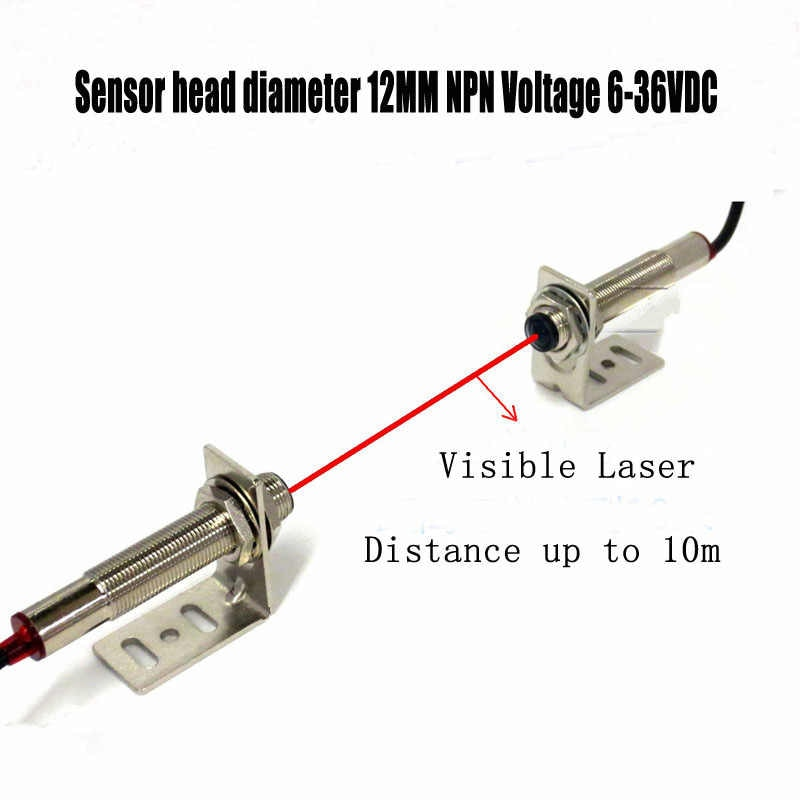 Sensor head diameter 12MM NPN Voltage 6-36VDC
Visible Laser
Distance up to 10m